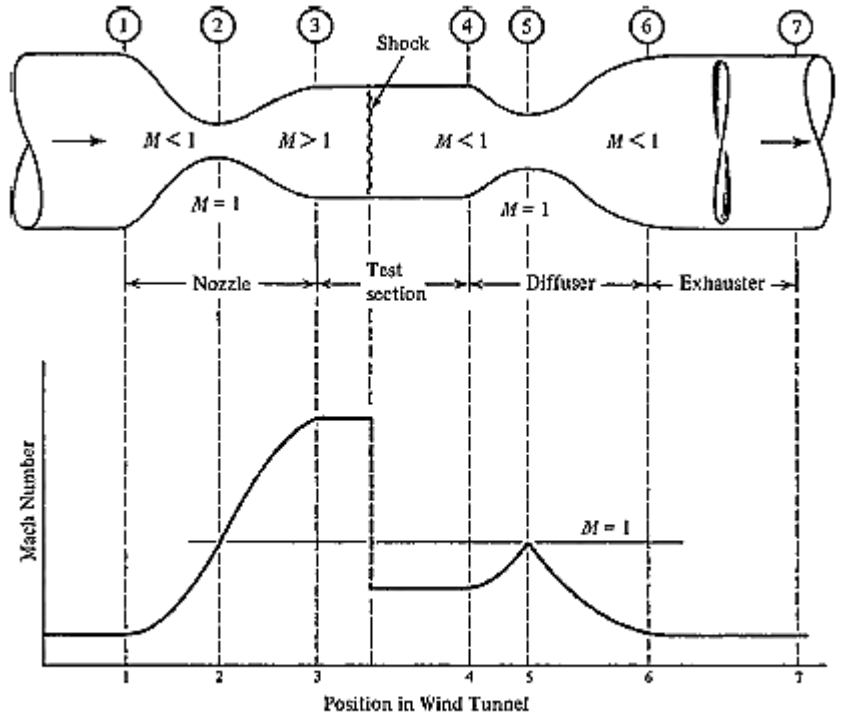 1 2 3 4 5 6 7
Shock
M < 1 M > 1 M < 1 M < 1
M = 1 M = 1
Nozzle Test section Diffuser Exhauster
Mach Number
M = 1
1 2 3 4 5 6 7
Position in Wind Tunnel